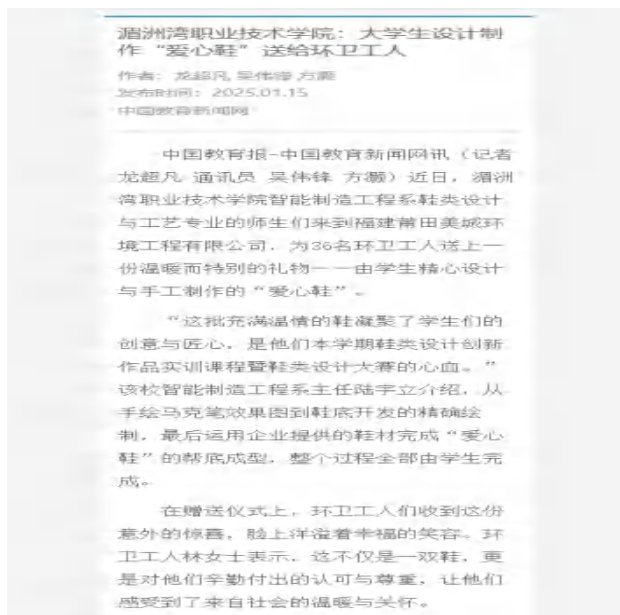 湄洲湾职业技术学院：大学生设计制
作“爱心鞋”送给环卫工人
作者：龙超凡 吴伟锋 方灏
发布时间：2025.01.15
中国教育新闻网
中国教育报-中国教育新闻网讯（记者
龙超凡 通讯员 吴伟锋 方灏）近日，湄洲
湾职业技术学院智能制造工程系鞋类设计
与工艺专业的师生们来到福建莆田美城环
境工程有限公司，为36名环卫工人送上一
份温暖而特别的礼物——由学生精心设计
与手工制作的“爱心鞋”。
“这批充满温情的鞋凝聚了学生们的
创意与匠心，是他们本学期鞋类设计创新
作品实训课程暨鞋类设计大赛的心血。”
该校智能制造工程系主任陆宇立介绍，从
手绘马克笔效果图到鞋底开发的精确绘
制，最后运用企业提供的鞋材完成“爱心
鞋”的帮底成型，整个过程全部由学生完
成。
在赠送仪式上，环卫工人们收到这份
意外的惊喜，脸上洋溢着幸福的笑容。环
卫工人林女士表示，这不仅是一双鞋，更
是对他们辛勤付出的认可与尊重，让他们
感受到了来自社会的温暖与关怀。